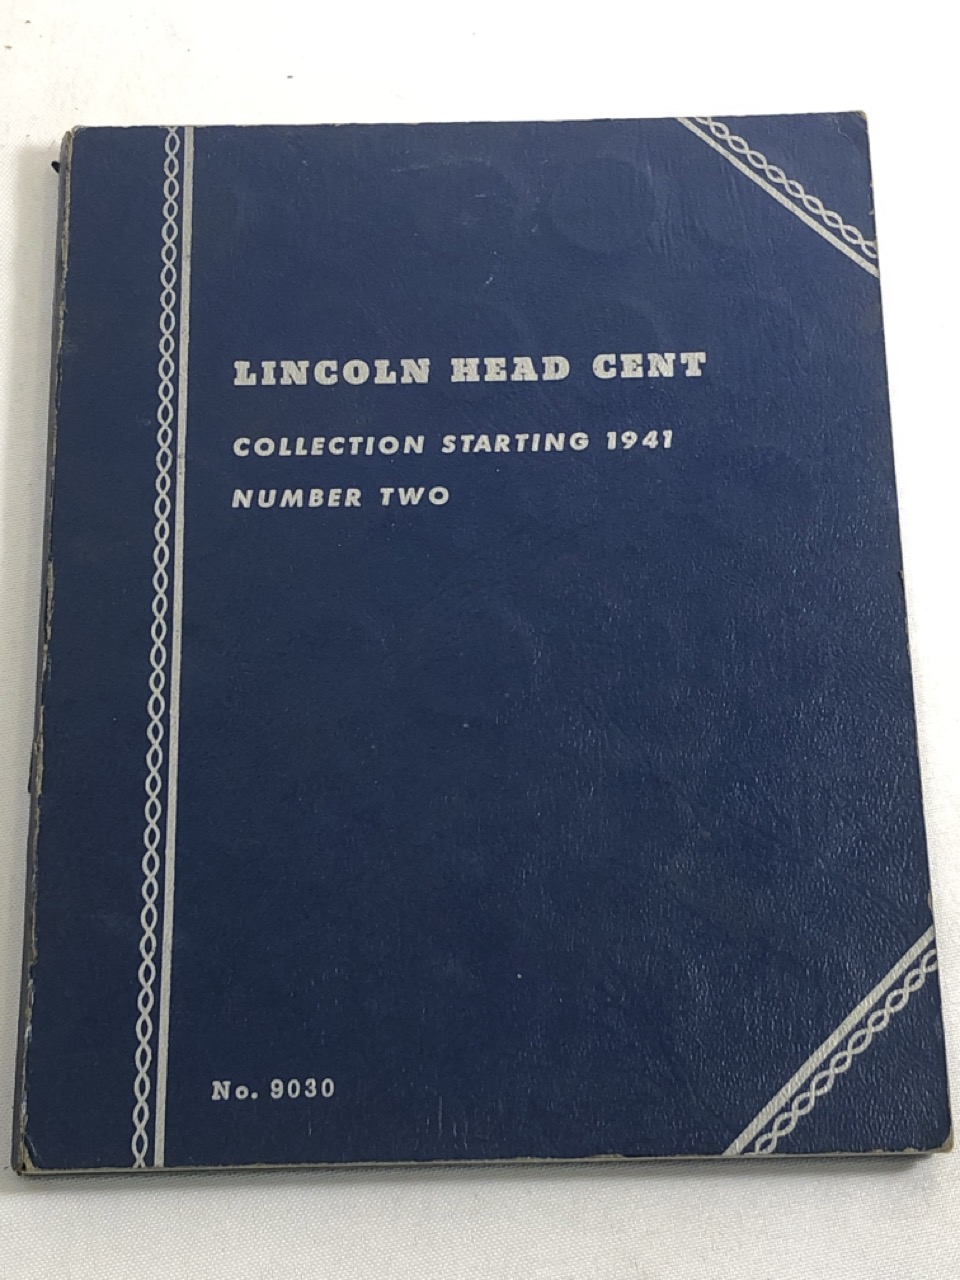 LINCOLN HEAD CENT
COLLECTION STARTING 1941
NUMBER TWO
No. 9030